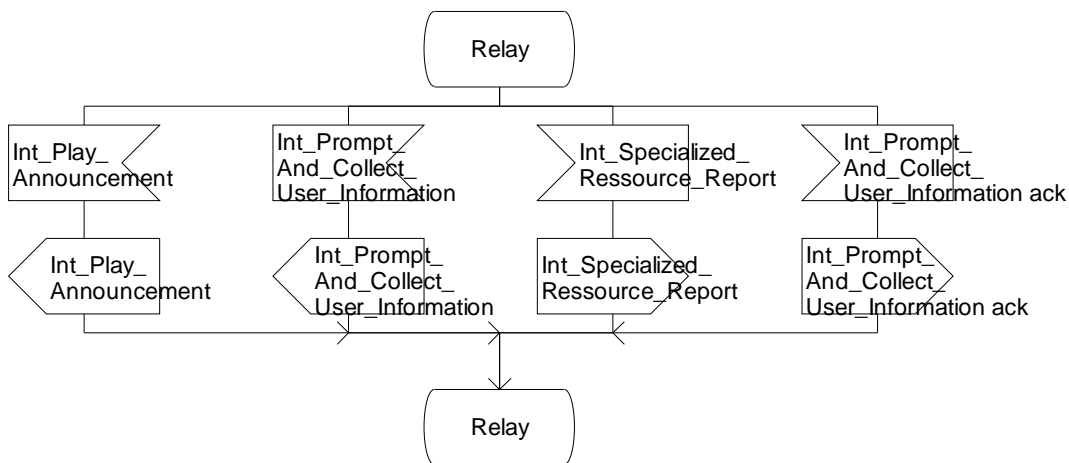 Relay
Int_Play_
Announcement
Int_Prompt_
And_Collect_
User_Information
Int_Specialized_
Ressource_Report
Int_Prompt_
And_Collect_
User_Information ack
Int_Play_
Announcement
Int_Prompt_
And_Collect_
User_Information
Int_Specialized_
Ressource_Report
Int_Prompt_
And_Collect_
User_Information ack
Relay